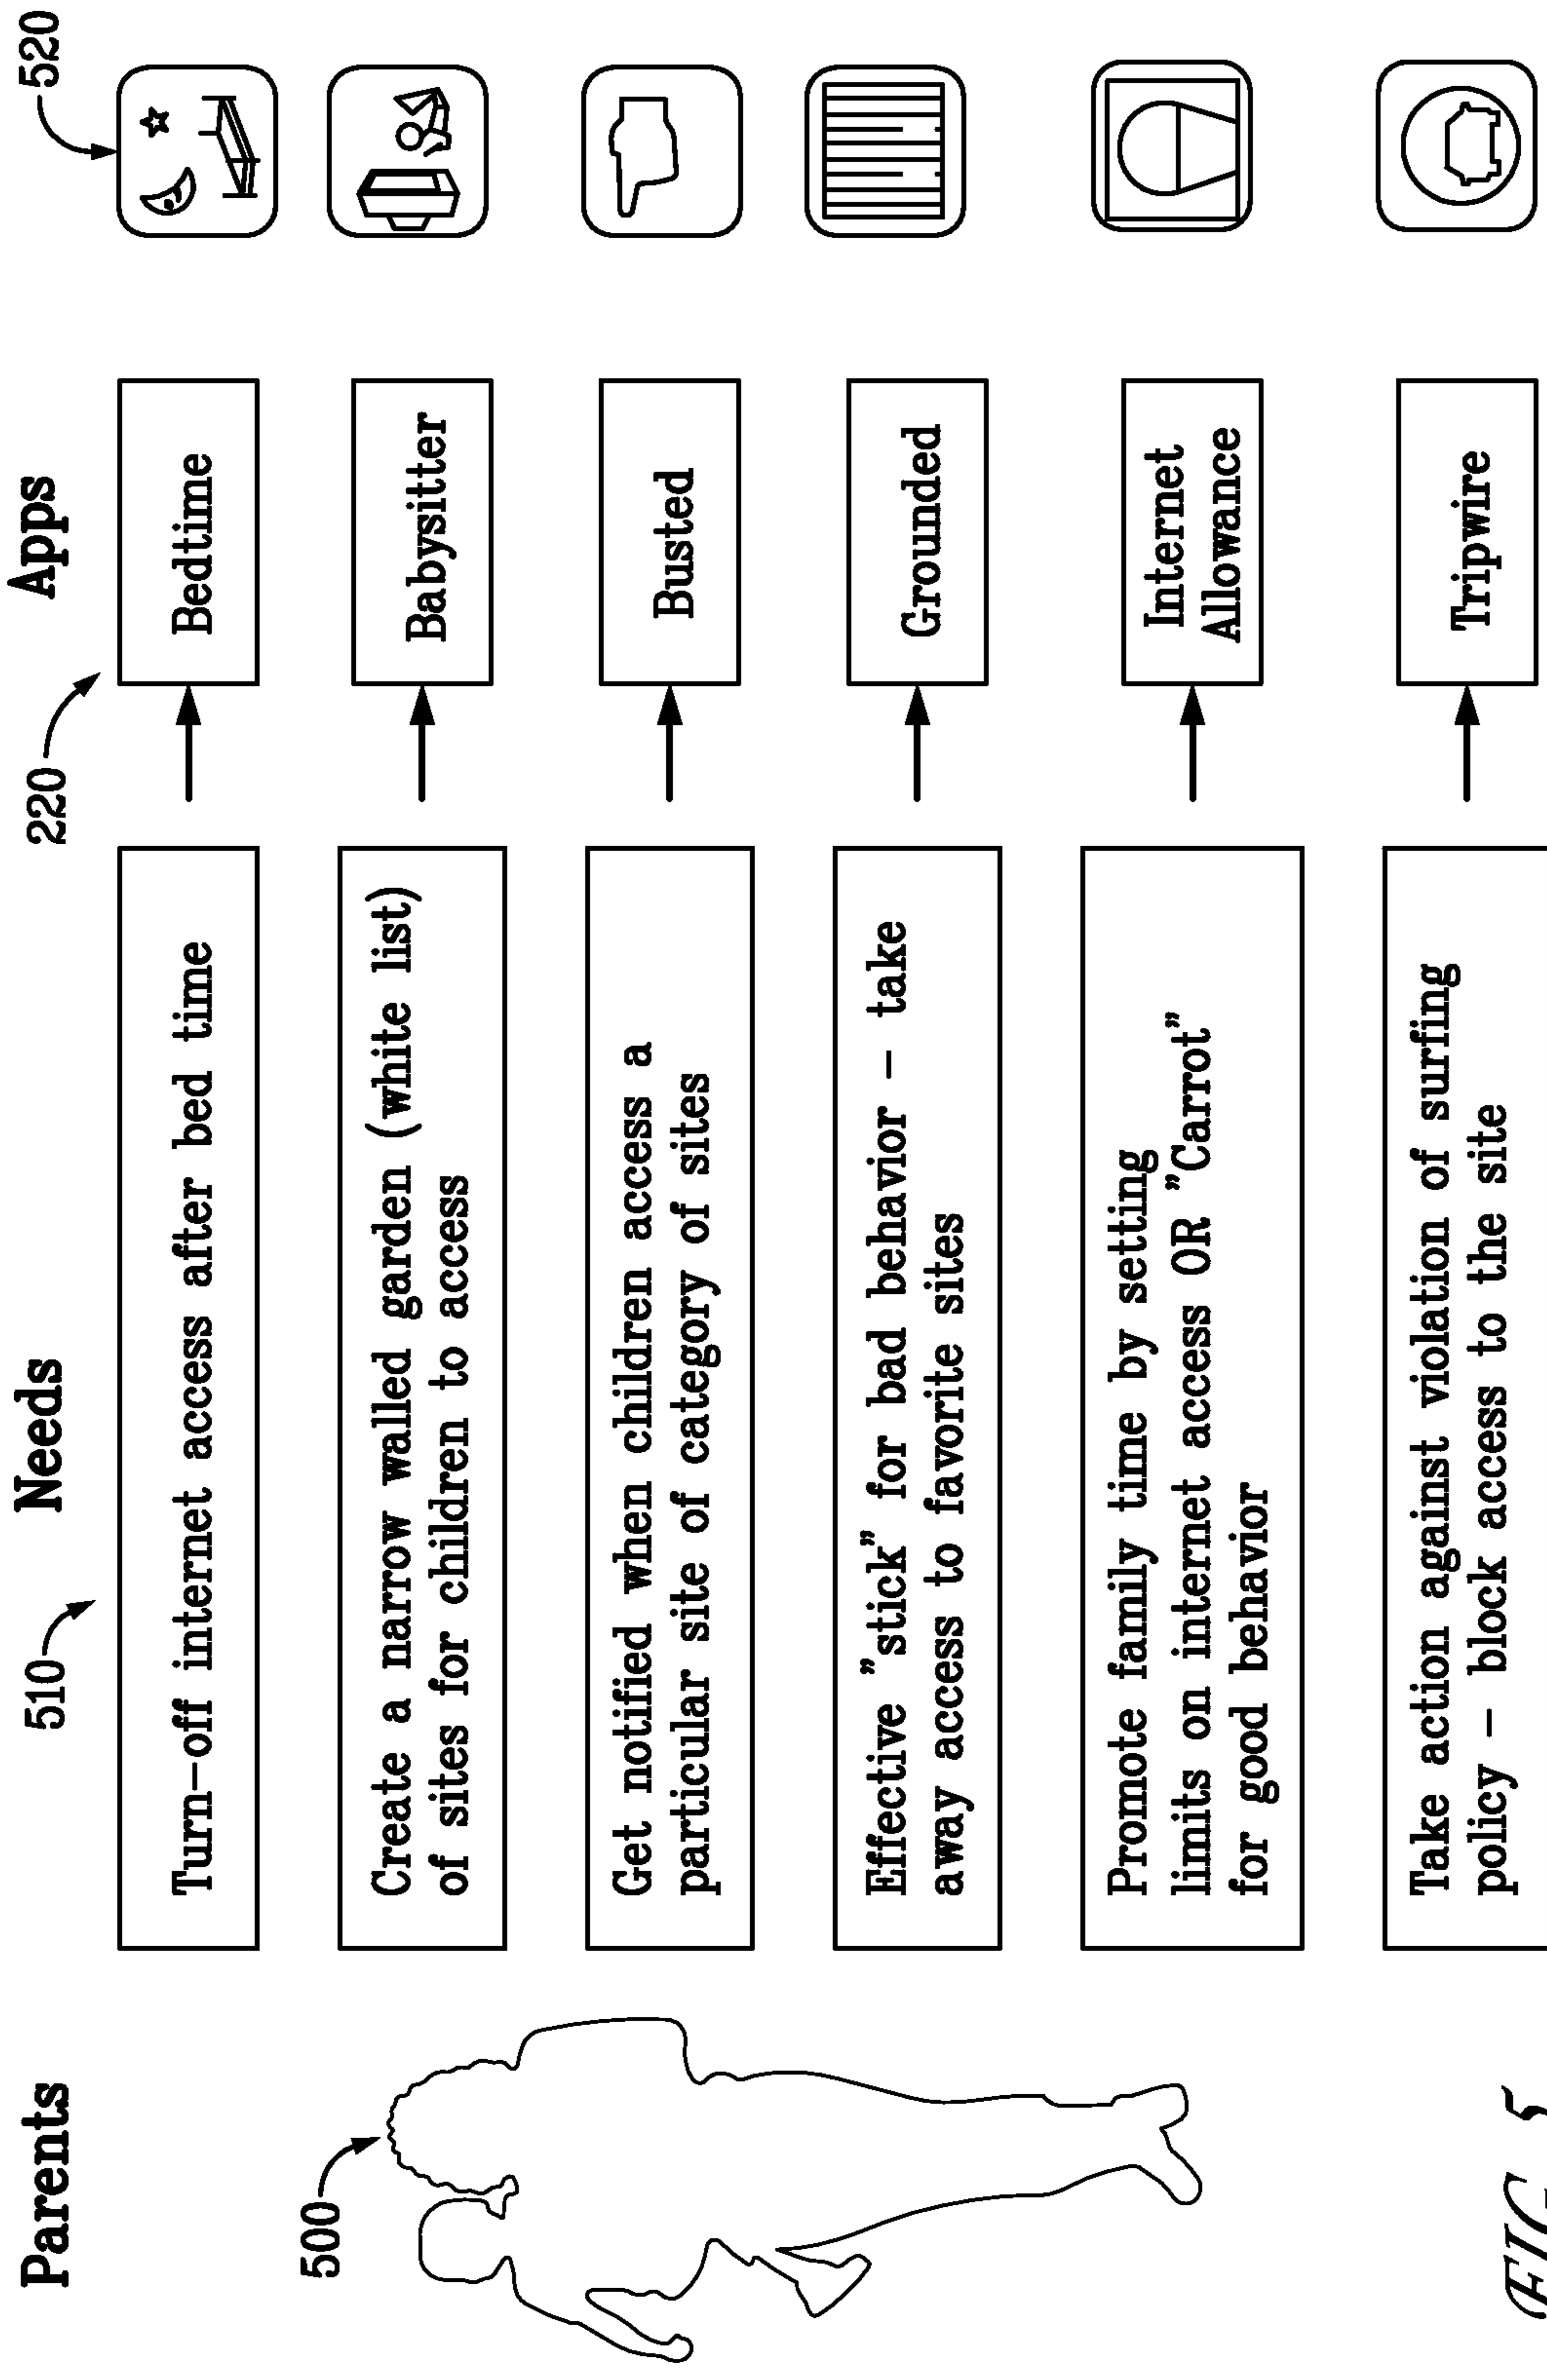 Parents
Needs
Apps
500
510
220
520
Turn-off internet access after bed time
Bedtime
Create a narrow walled garden (white list)
of sites for children to access
Babysitter
Get notified when children access a
particular site of category of sites
Busted
Effective "stick" for bad behavior – take
away access to favorite sites
Grounded
Promote family time by setting
limits on internet access OR "Carrot"
for good behavior
Internet
Allowance
Take action against violation of surfing
policy – block access to the site
Tripwire
FIG. 5